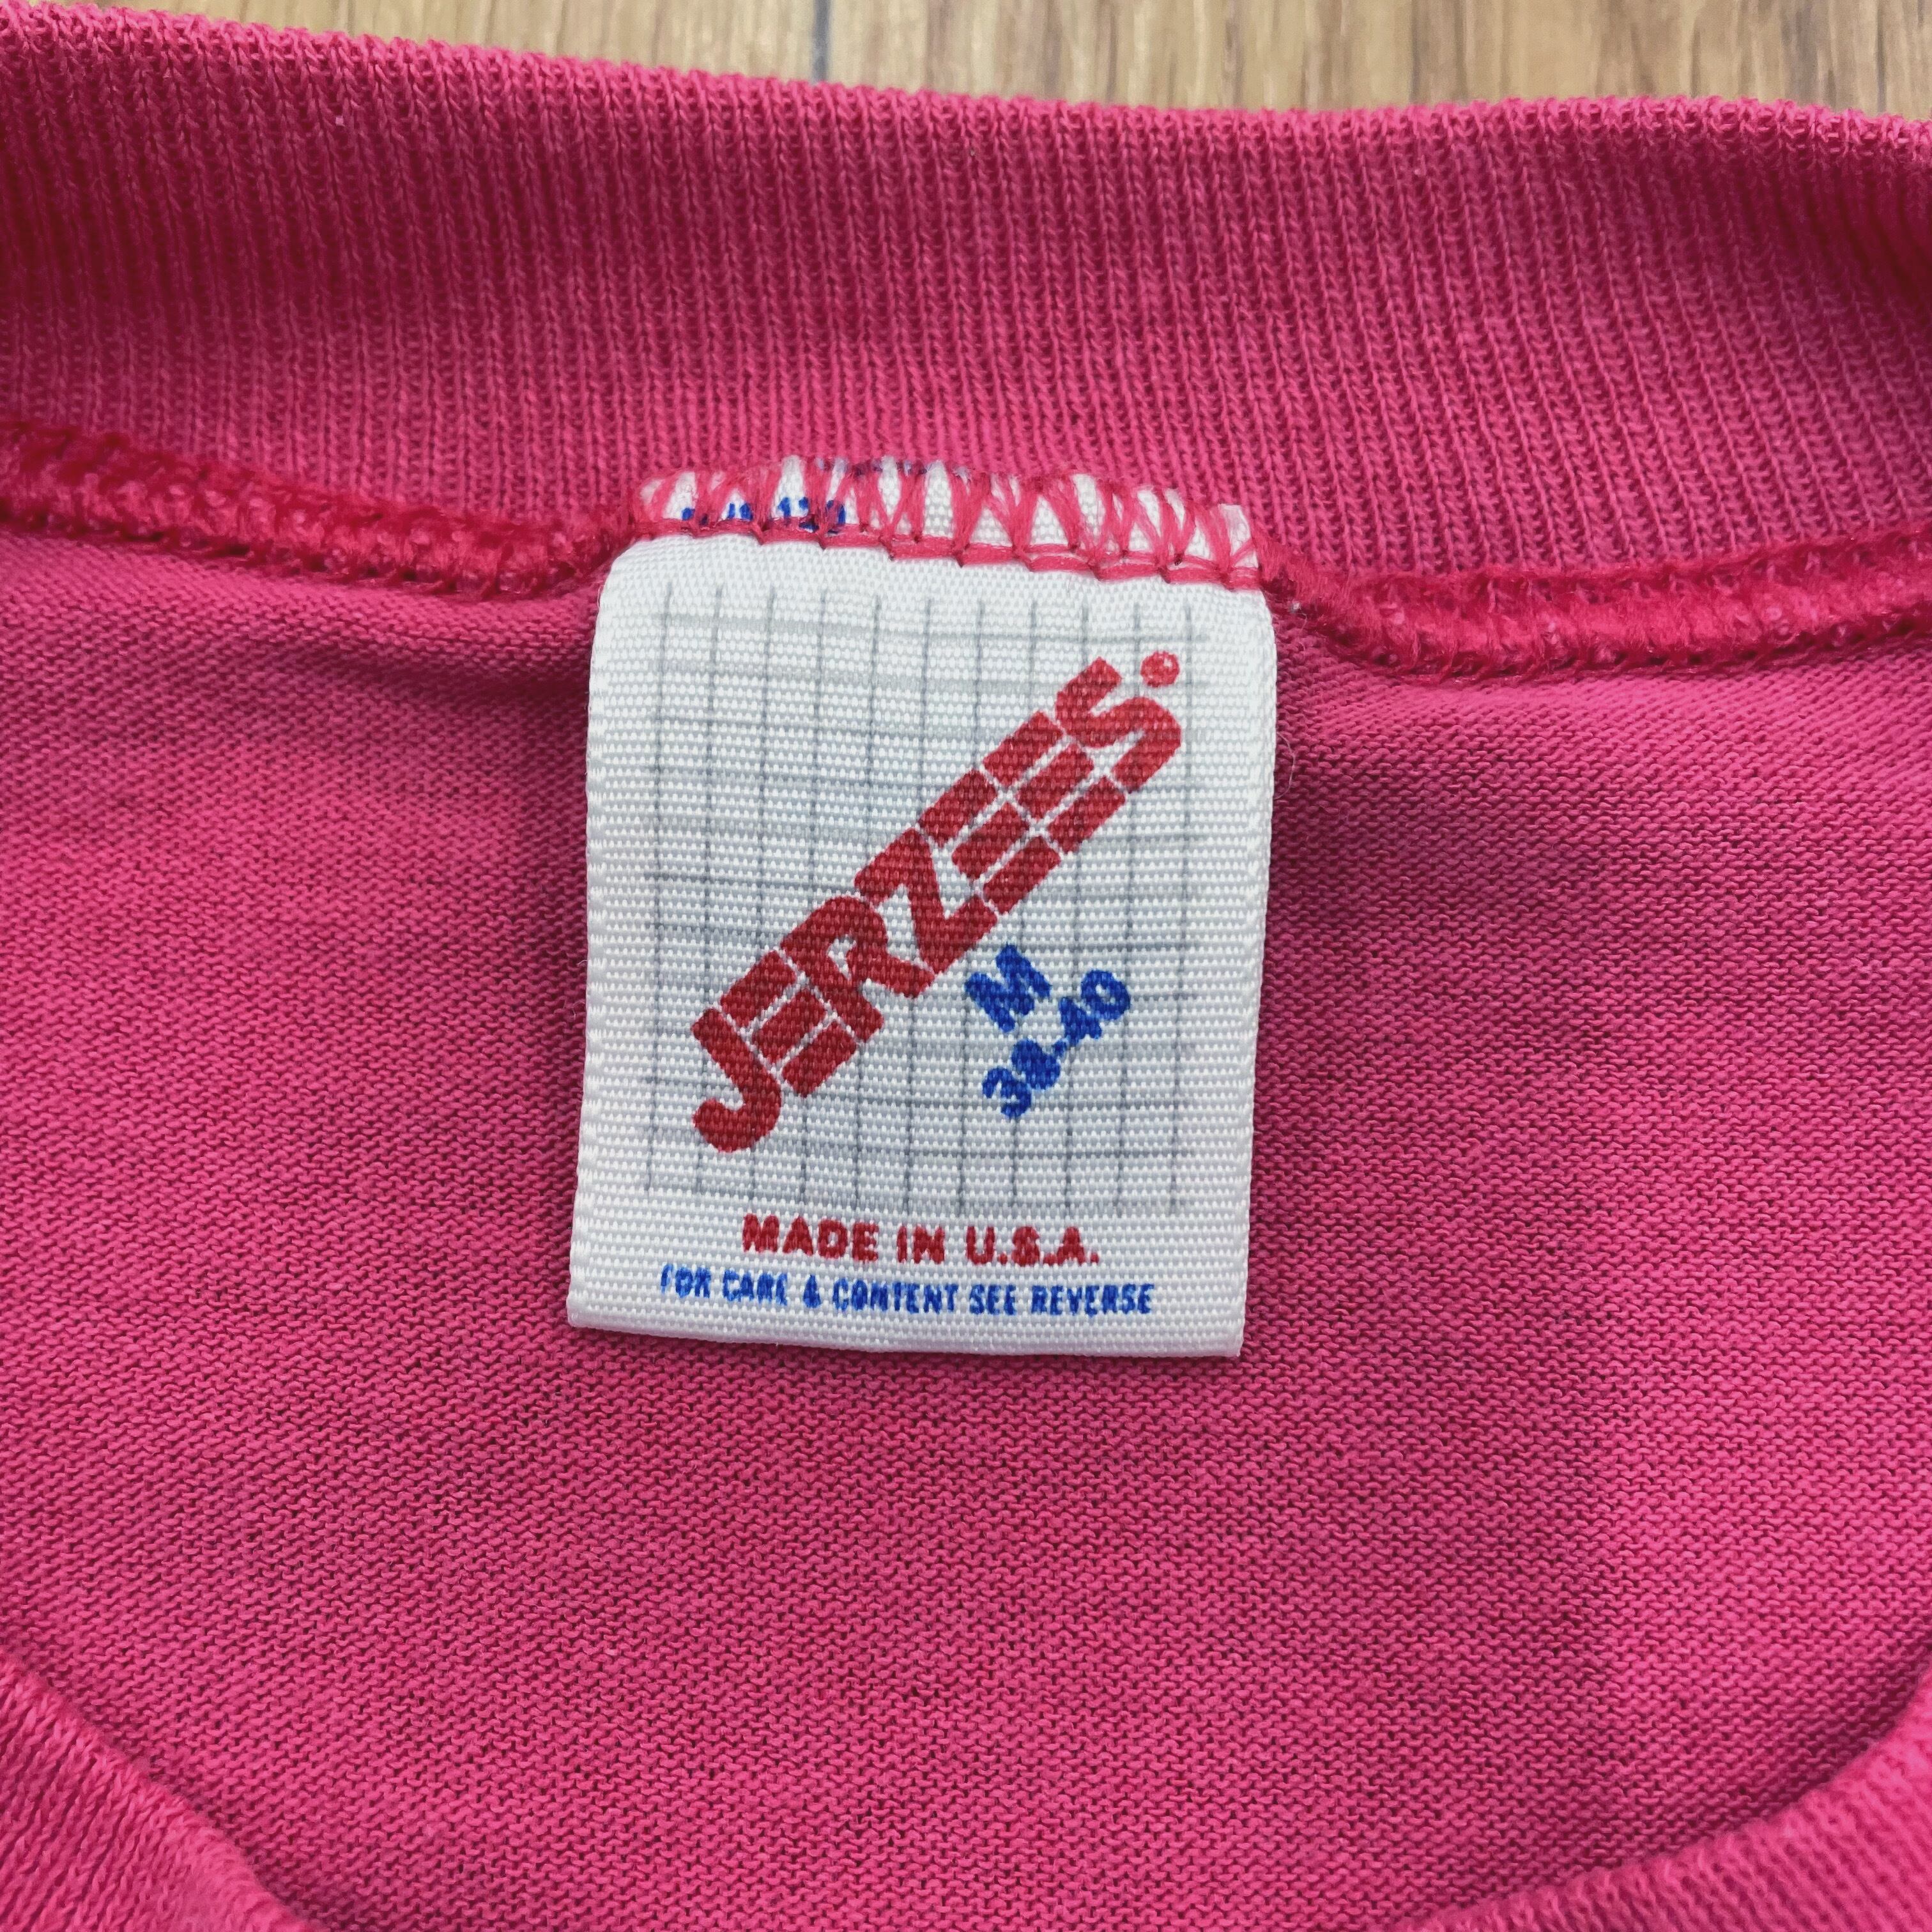 JERZEES
M
38-40
MADE IN U.S.A.
FOR CARE & CONTENT SEE REVERSE